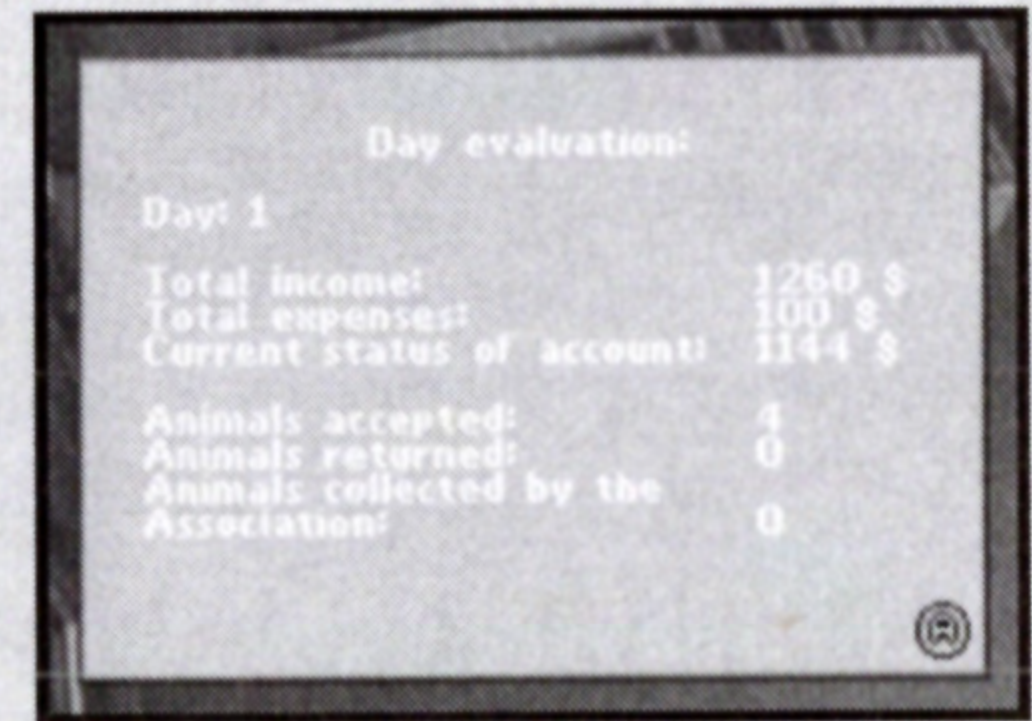 Day evaluation:
Day: 1
Total income: 1260 $
Total expenses: 100 $
Current status of account: 1144 $
Animals accepted: 4
Animals returned: 0
Animals collected by the
Association: 0